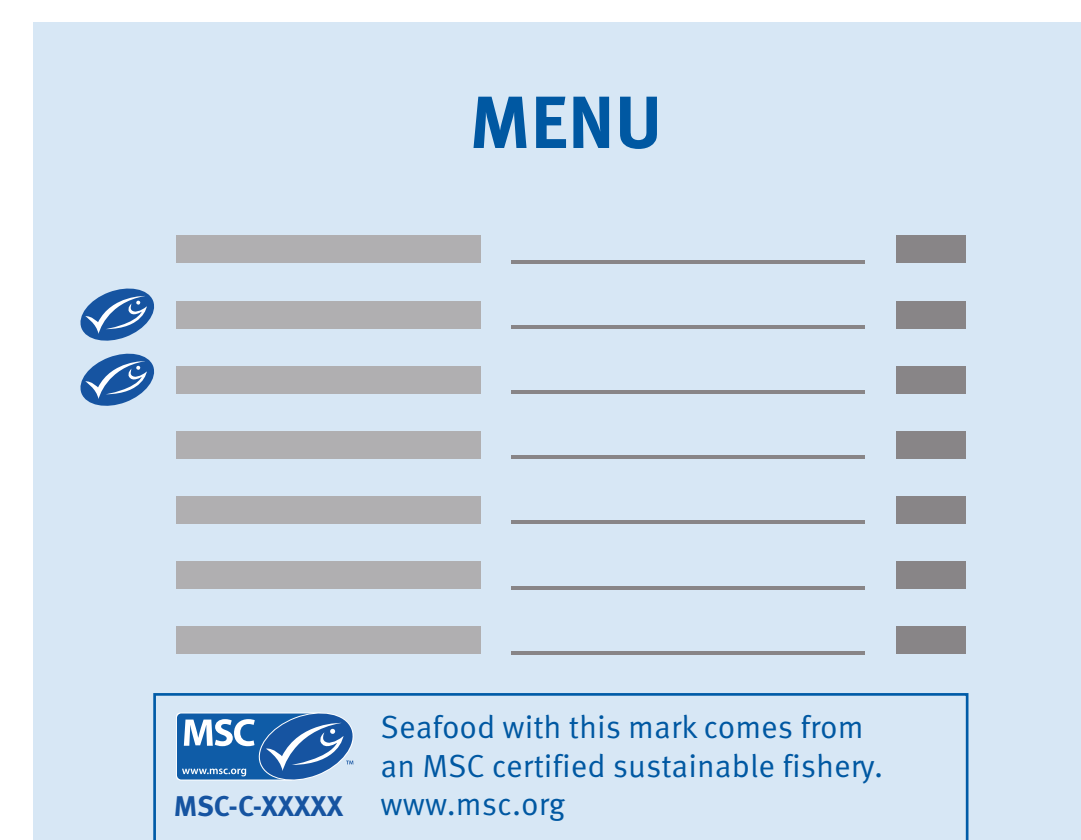 MENU
MSC
www.msc.org
TM
MSC-C-XXXXX
Seafood with this mark comes from
an MSC certified sustainable fishery.
www.msc.org